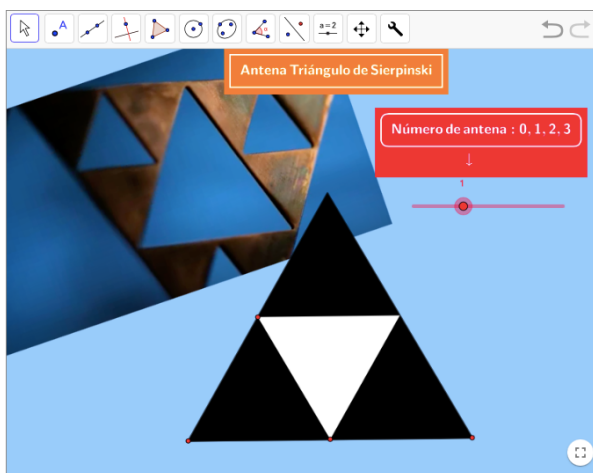 A
a=2
Antena Triángulo de Sierpinski
Número de antena : 0, 1, 2, 3
↓
1